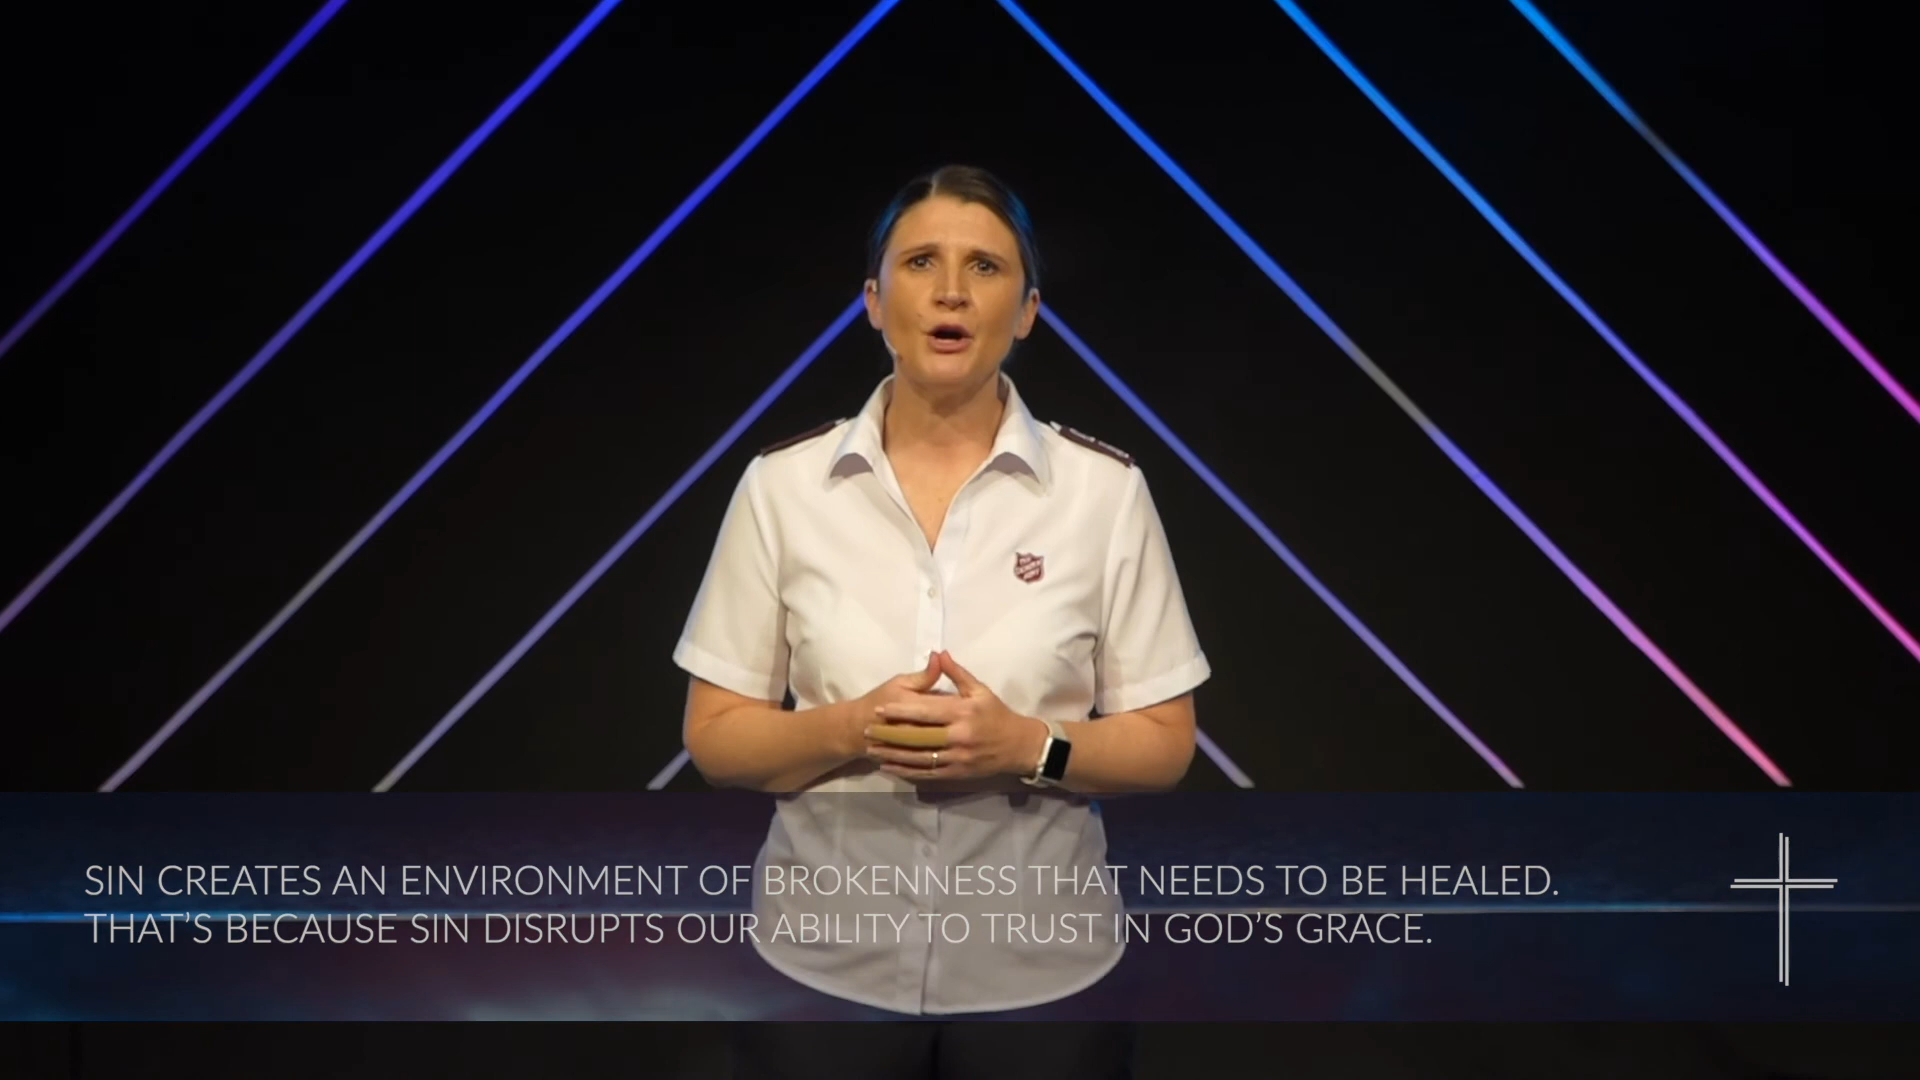 SIN CREATES AN ENVIRONMENT OF BROKENNESS THAT NEEDS TO BE HEALED.
THAT'S BECAUSE SIN DISRUPTS OUR ABILITY TO TRUST IN GOD'S GRACE.